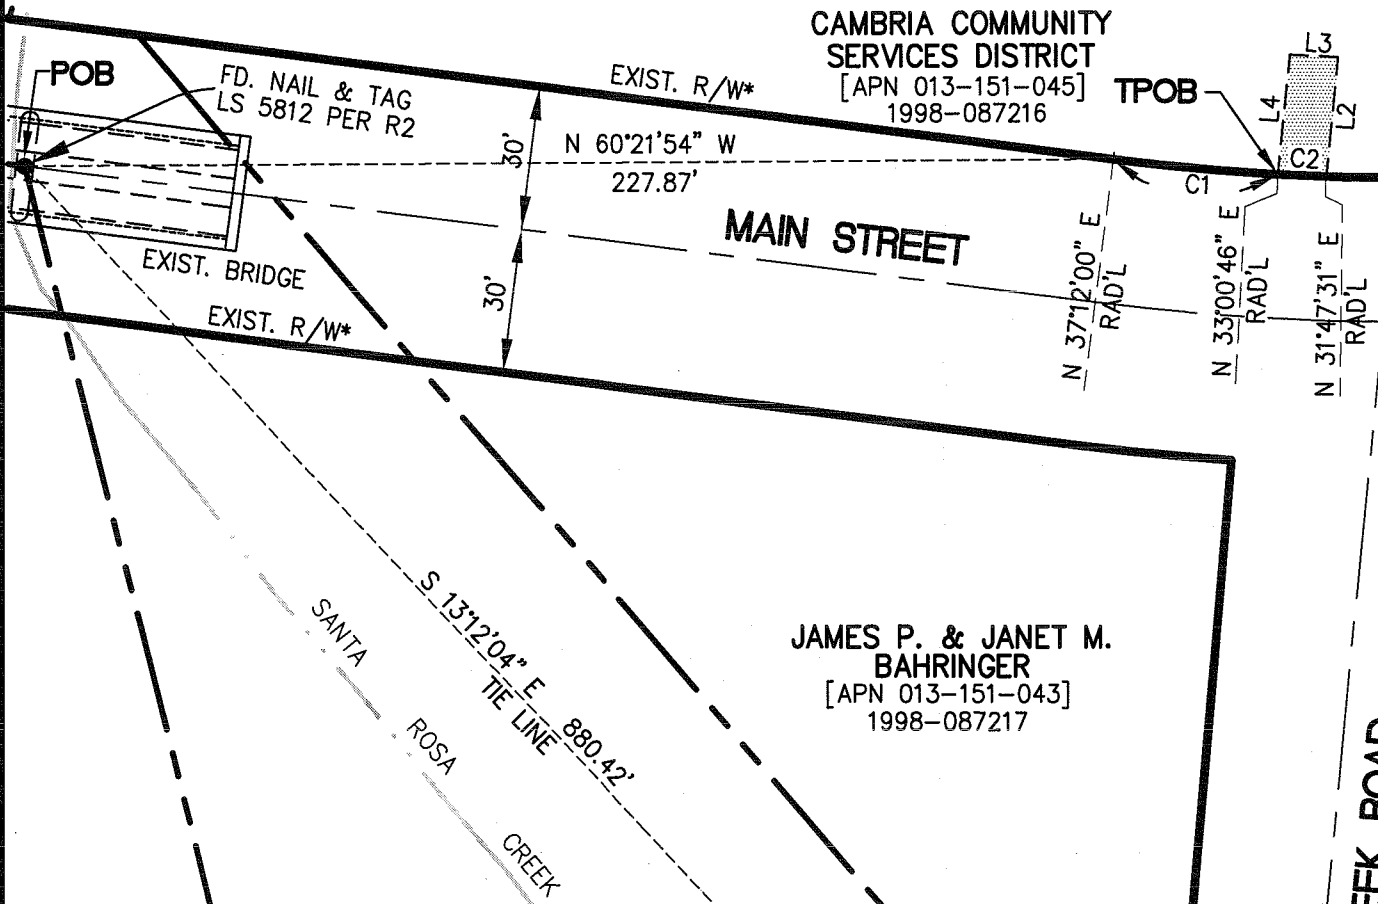 CAMBRIA COMMUNITY
SERVICES DISTRICT
[APN 013-151-045]
1998-087216
L3
L4
L2
TPOB
C2
C1
POB
FD. NAIL & TAG
LS 5812 PER R2
EXIST. R/W*
30'
N 60°21'54" W
227.87'
MAIN STREET
30'
EXIST. BRIDGE
EXIST. R/W*
N 37°12'00" E
RAD'L
N 33°00'46" E
RAD'L
N 31°47'31" E
RAD'L
S 13°12'04" E 880.42'
TIE LINE
SANTA ROSA CREEK
JAMES P. & JANET M.
BAHRINGER
[APN 013-151-043]
1998-087217